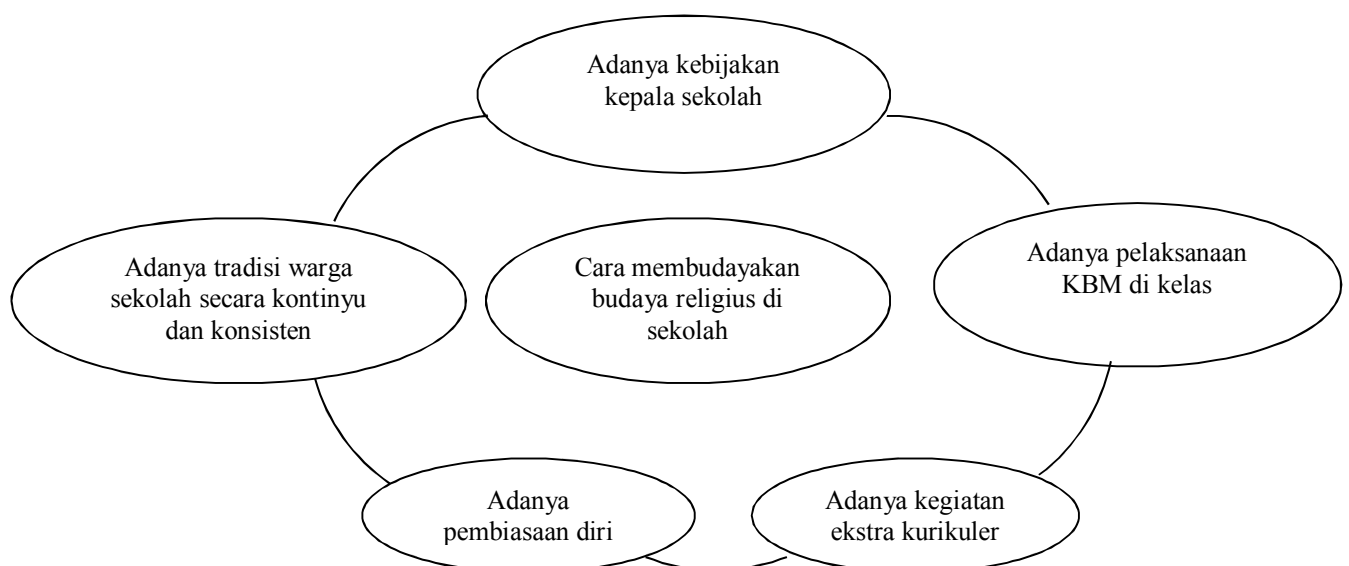 Adanya kebijakan
kepala sekolah
Adanya tradisi warga
sekolah secara kontinyu
dan konsisten
Cara membudayakan
budaya religius di
sekolah
Adanya pelaksanaan
KBM di kelas
Adanya
pembiasaan diri
Adanya kegiatan
ekstra kurikuler